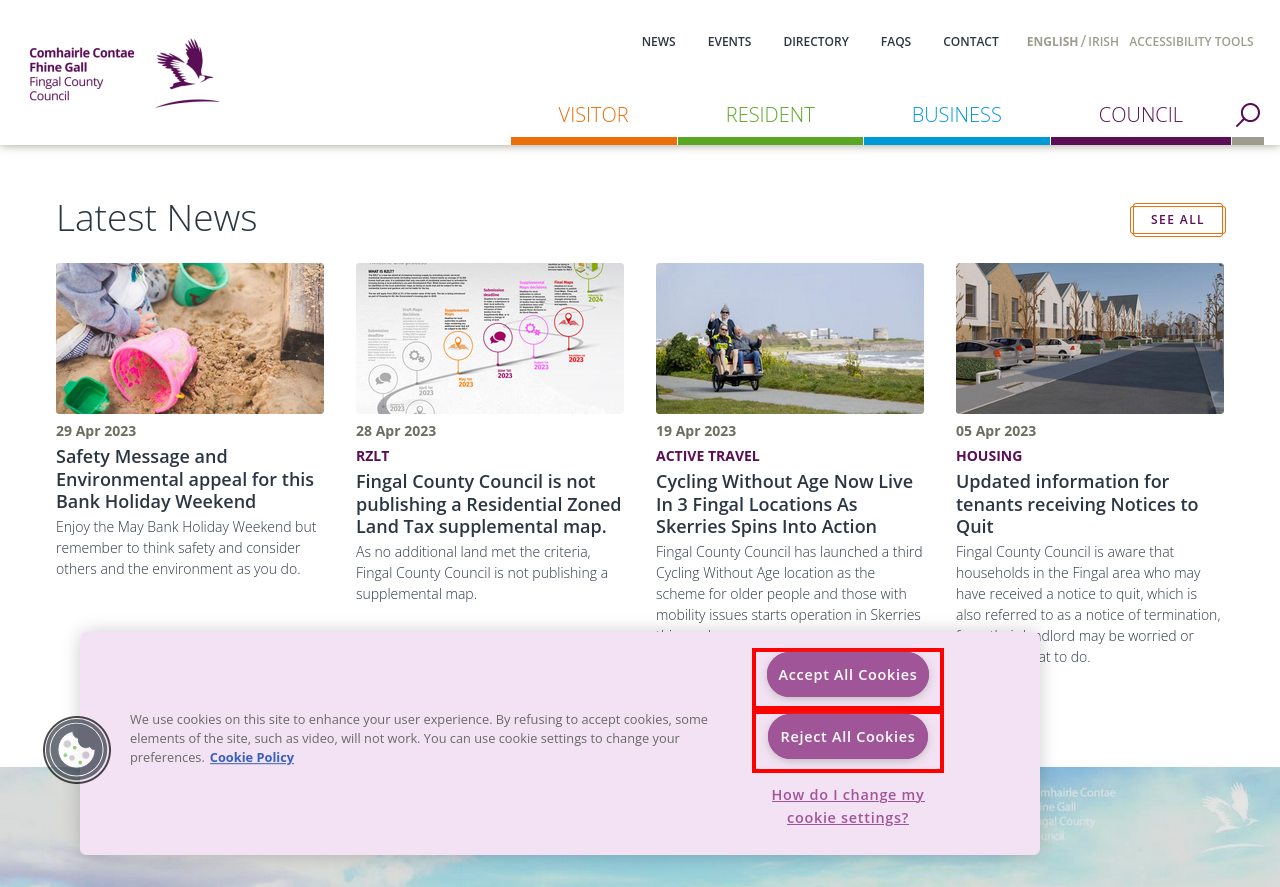 Comhairle Contae
Fhine Gall
Fingal County
Council
NEWS EVENTS DIRECTORY FAQS CONTACT ENGLISH / IRISH ACCESSIBILITY TOOLS
VISITOR RESIDENT BUSINESS COUNCIL
Latest News
SEE ALL
WHAT IS RZLT?
Submission deadline
Supplemental Maps decisions
Final Maps
2024
29 Apr 2023
Safety Message and
Environmental appeal for this
Bank Holiday Weekend
Enjoy the May Bank Holiday Weekend but
remember to think safety and consider
others and the environment as you do.
28 Apr 2023
RZLT
Fingal County Council is not
publishing a Residential Zoned
Land Tax supplemental map.
As no additional land met the criteria,
Fingal County Council is not publishing a
supplemental map.
19 Apr 2023
ACTIVE TRAVEL
Cycling Without Age Now Live
In 3 Fingal Locations As
Skerries Spins Into Action
Fingal County Council has launched a third
Cycling Without Age location as the
scheme for older people and those with
mobility issues starts operation in Skerries
05 Apr 2023
HOUSING
Updated information for
tenants receiving Notices to
Quit
Fingal County Council is aware that
households in the Fingal area who may
have received a notice to quit, which is
also referred to as a notice of termination,
may be worried or
to do.
We use cookies on this site to enhance your user experience. By refusing to accept cookies, some
elements of the site, such as video, will not work. You can use cookie settings to change your
preferences. Cookie Policy
Accept All Cookies
Reject All Cookies
How do I change my
cookie settings?